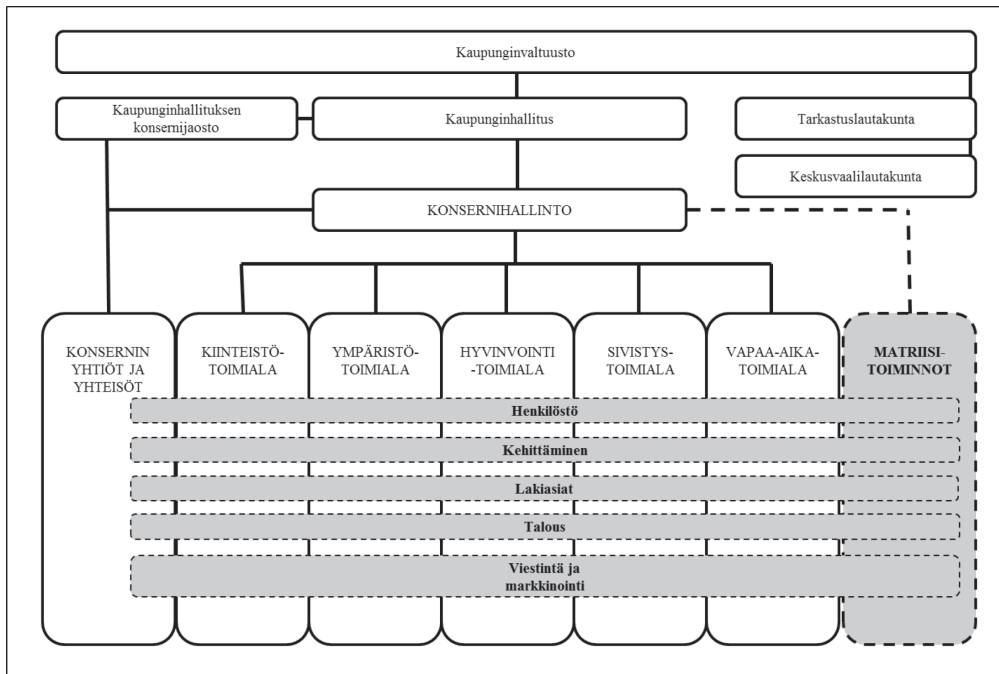 Kaupunginvaltuusto
Kaupunginhallituksen
konsernijaosto
Kaupunginhallitus
Tarkastuslautakunta
Keskusvaalilautakunta
KONSERNIHALLINTO
KONSERNIN
YHTIÖT JA
YHTEISÖT
KIINTEISTÖ-
TOIMIALA
YMPÄRISTÖ-
TOIMIALA
HYVINVOINTI
-TOIMIALA
SIVISTYS-
TOIMIALA
VAPAA-AIKA-
TOIMIALA
MATRIISI-
TOIMINNOT
Henkilöstö
Kehittäminen
Lakiasiat
Talous
Viestintä ja
markkinointi